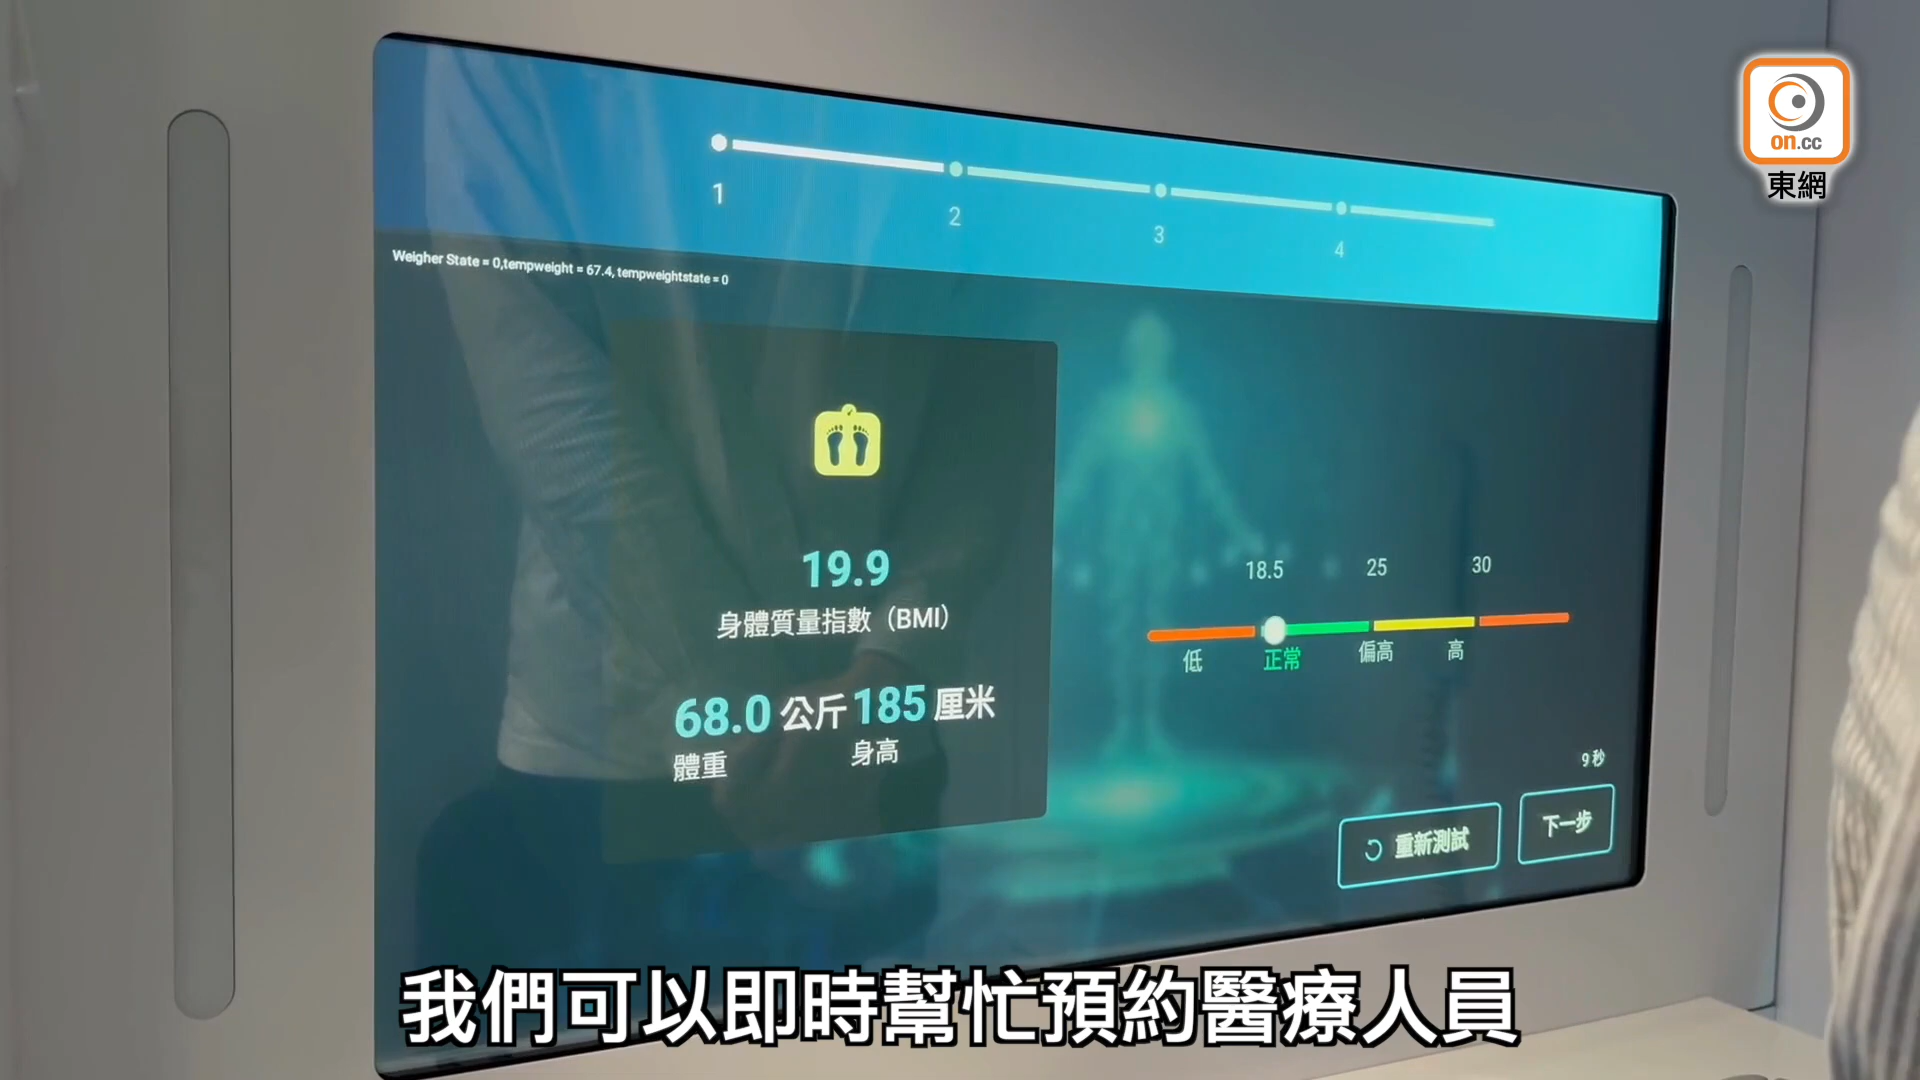 on.cc
東網
1
2
3
4
Weigher State = 0,tempweight = 67.4, tempweightstate = 0
19.9
身體質量指數（BMI）
68.0 公斤 185 厘米
體重 身高
18.5 25 30
低 正常 偏高 高
9 秒
重新測試 下一步
我們可以即時幫忙預約醫療人員